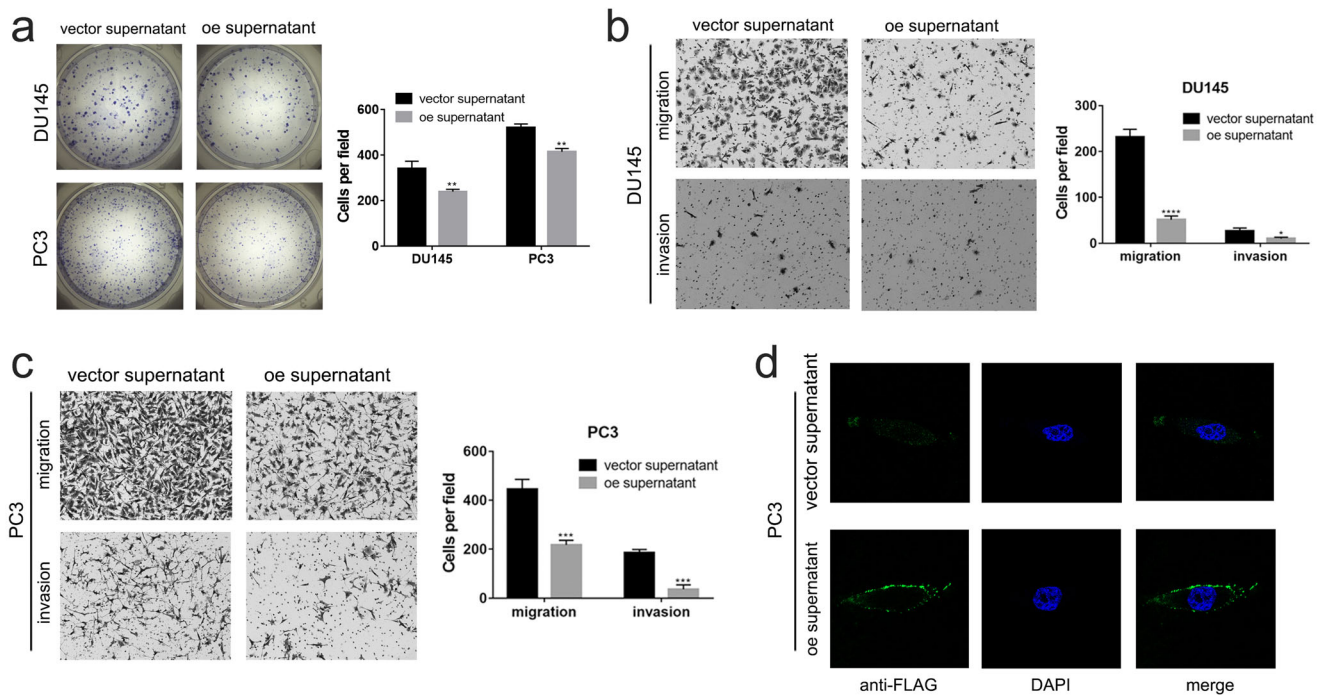 a
vector supernatant
oe supernatant
DU145
PC3
Cells per field
600
400
200
0
vector supernatant
oe supernatant
**
**
DU145
PC3
b
vector supernatant
oe supernatant
DU145
migration
invasion
DU145
Cells per field
300
200
100
0
vector supernatant
oe supernatant
****
*
migration
invasion
c
vector supernatant
oe supernatant
PC3
migration
invasion
PC3
Cells per field
600
400
200
0
vector supernatant
oe supernatant
***
***
migration
invasion
d
PC3
vector supernatant
oe supernatant
anti-FLAG
DAPI
merge